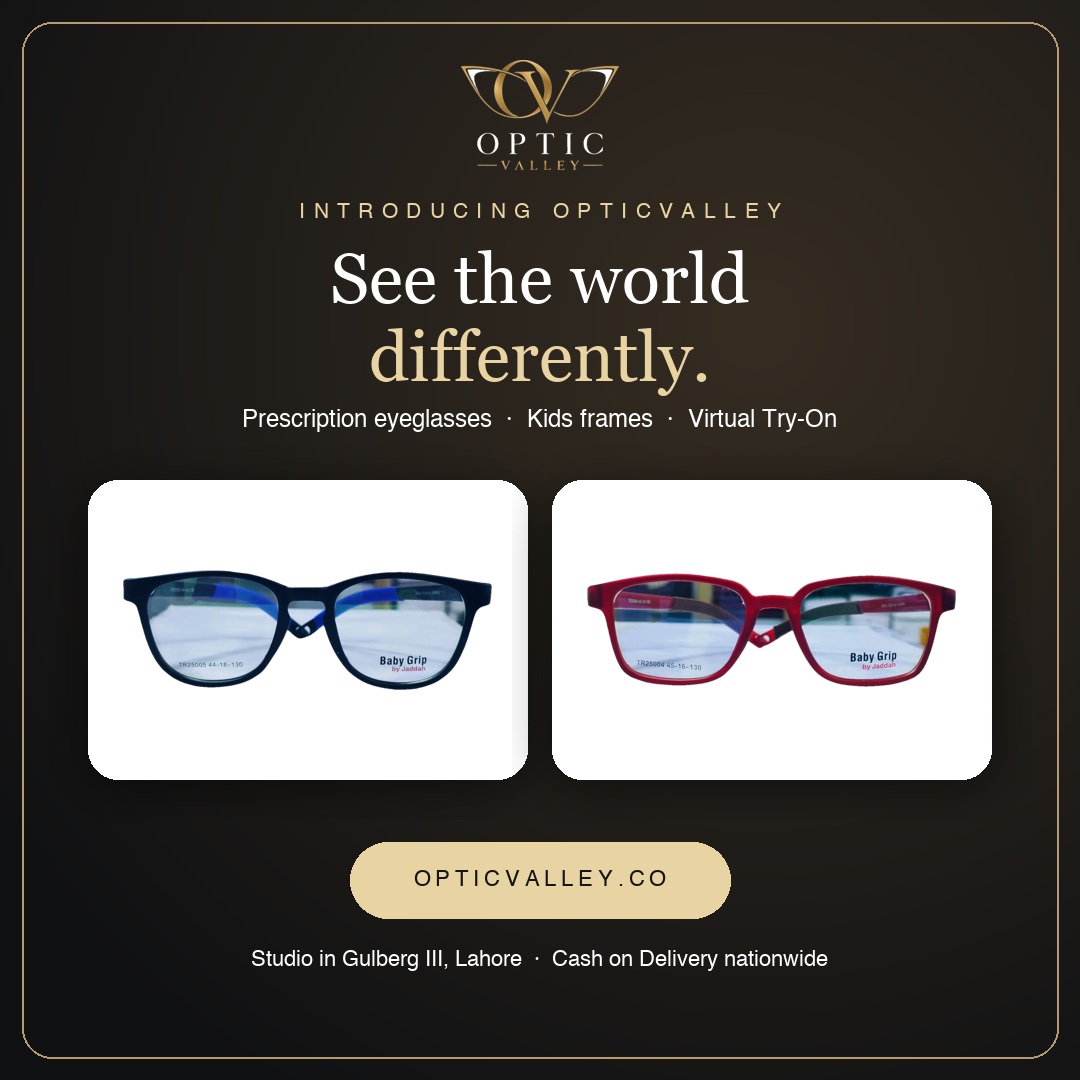 OV
OPTIC
VALLEY
INTRODUCING OPTICVALLEY
See the world
differently.
Prescription eyeglasses · Kids frames · Virtual Try-On
TR25005 44-16-130
Baby Grip
by Jaddah
TR25004 45-16-130
Baby Grip
by Jaddah
OPTICVALLEY.CO
Studio in Gulberg III, Lahore · Cash on Delivery nationwide